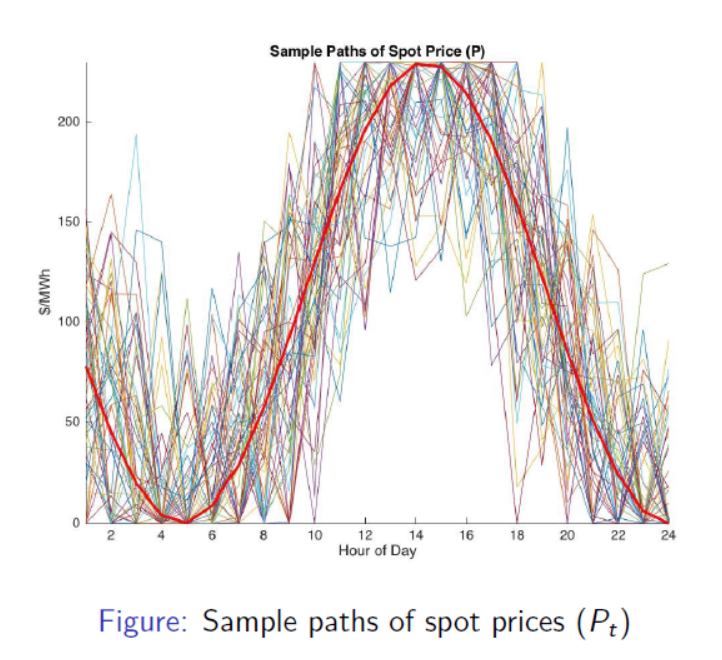 Sample Paths of Spot Price (P)
200
150
100
50
0
$/MWh
2 4 6 8 10 12 14 16 18 20 22 24
Hour of Day
Figure: Sample paths of spot prices (Pt)